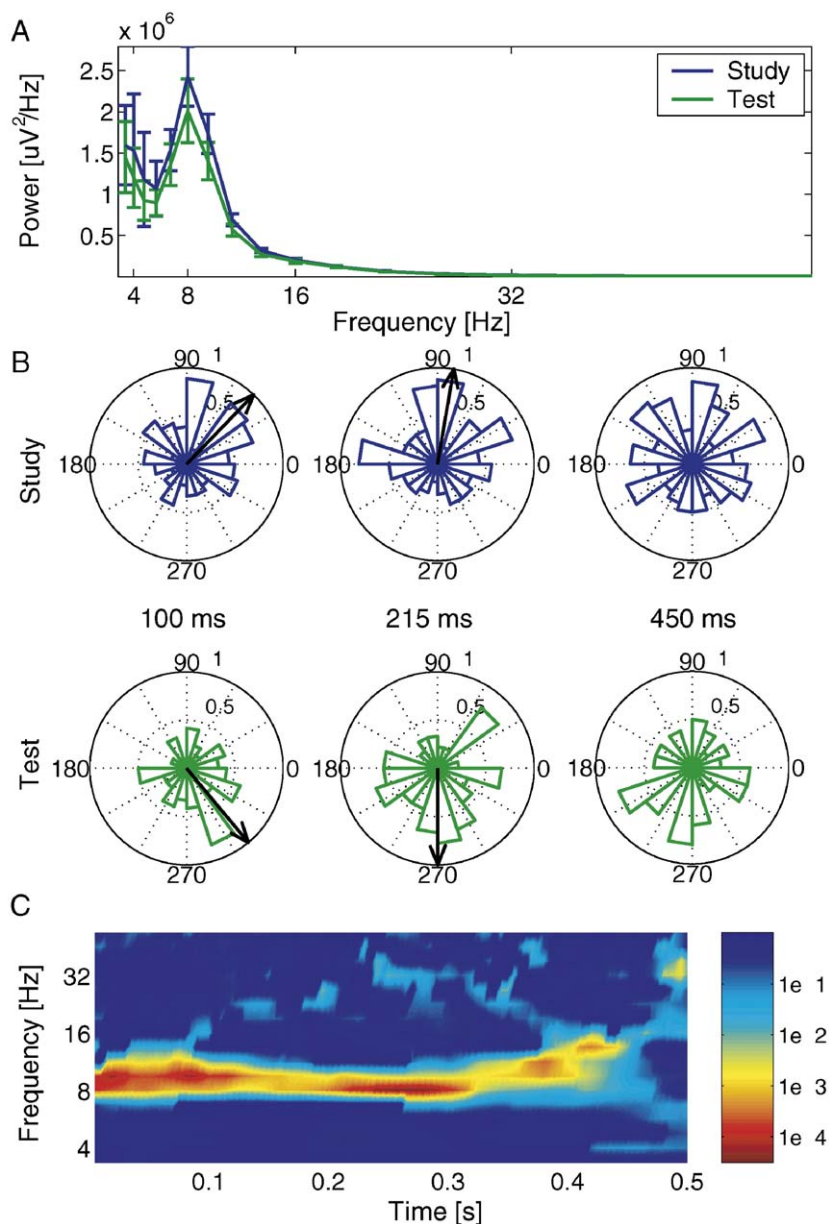 A
x 10^6
2.5
2
1.5
1
0.5
Power [uV^2/Hz]
Study
Test
4 8 16 32
Frequency [Hz]
B
90 1 90 1 90 1
0.5
Study 180 0 180 0 180 0
270 270 270
100 ms 215 ms 450 ms
90 1 90 1 90 1
0.5 0.5 0.5
Test 180 0 180 0 180 0
270 270 270
C
Frequency [Hz]
32
16
8
4
0.1 0.2 0.3 0.4 0.5
Time [s]
1e 1
1e 2
1e 3
1e 4